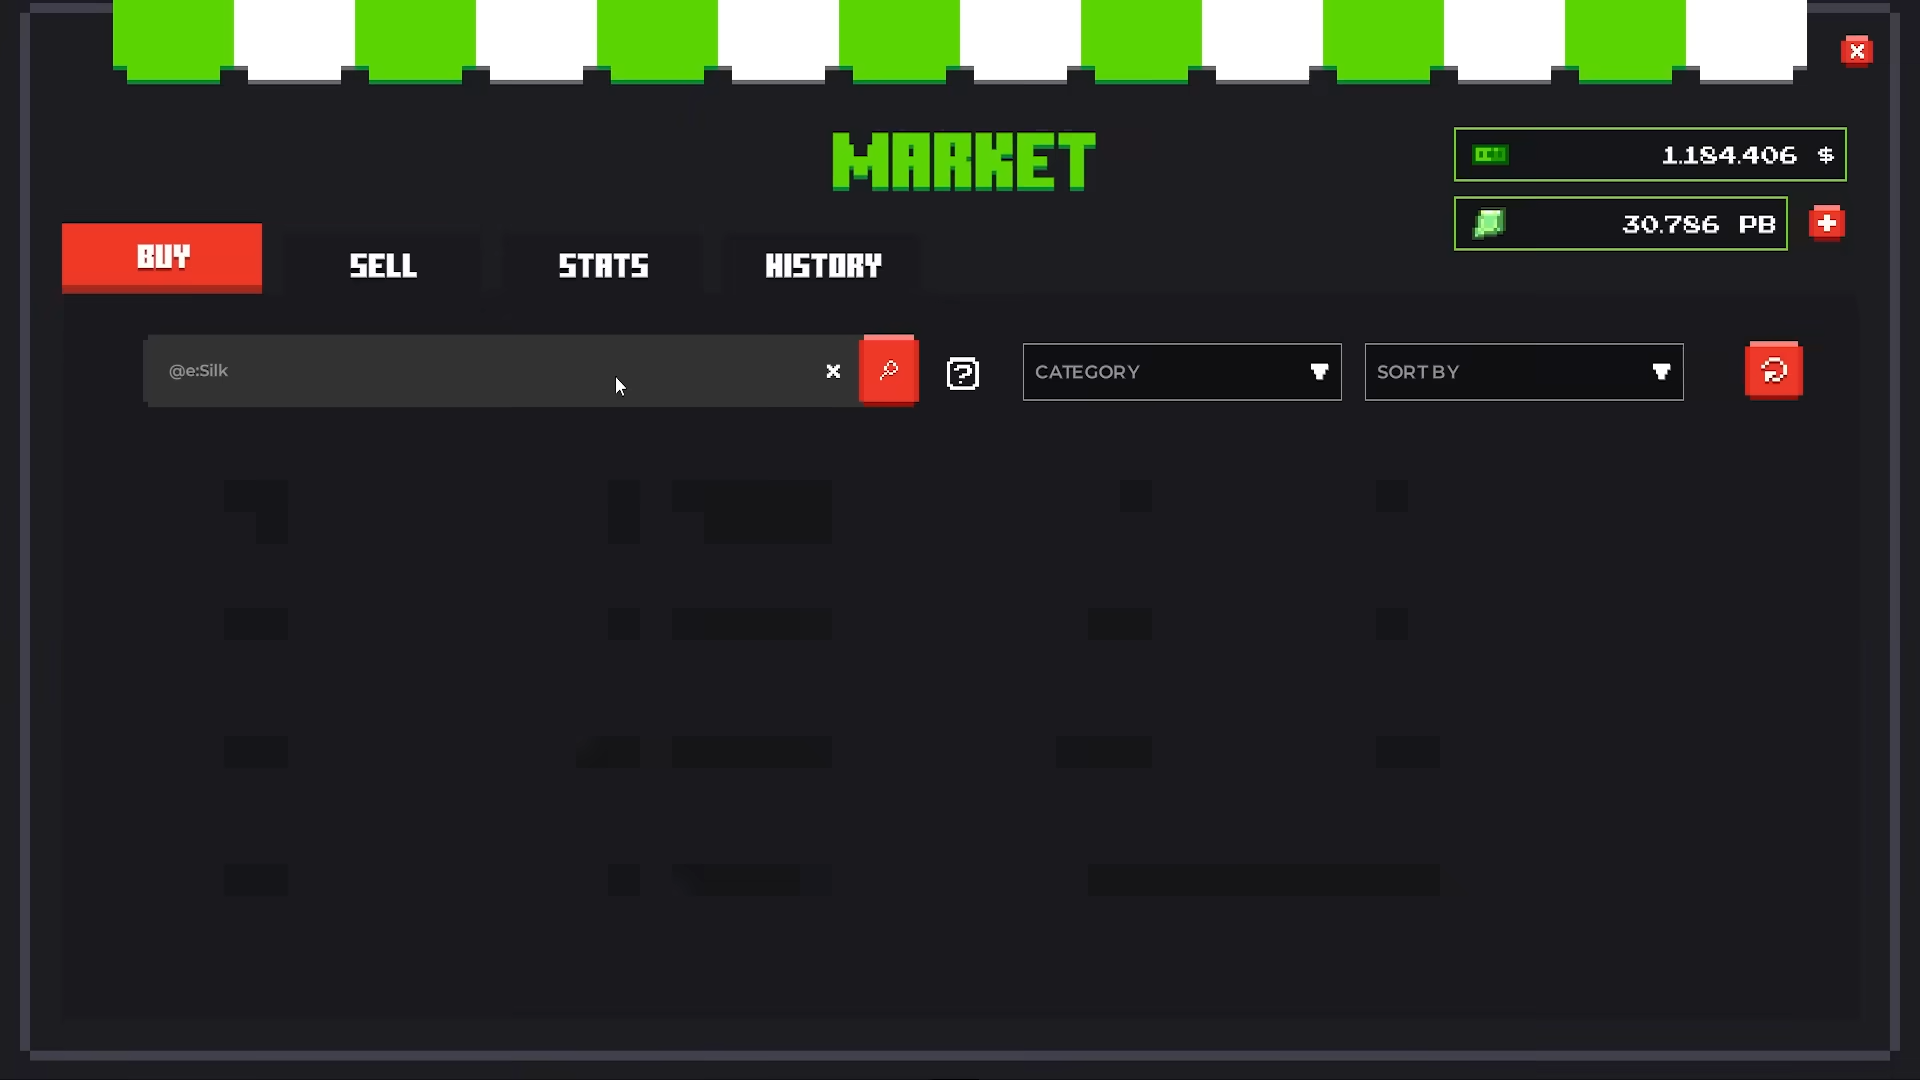 MARKET
1.184.406 $
30.786 PB
BUY
SELL
STATS
HISTORY
@e:Silk
CATEGORY
SORT BY